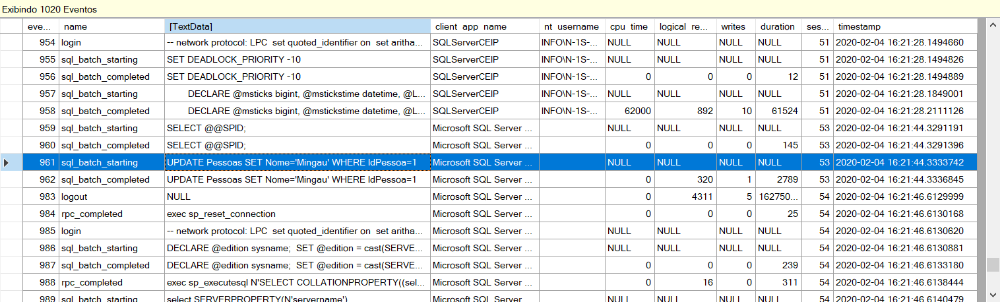 Exibindo 1020 Eventos
eve... name [TextData] client_app_name nt_username cpu_time logical_re... writes duration ses... timestamp
954 login -- network protocol: LPC set quoted_identifier on set aritha... SQLServerCEIP INFO\N-1S-... NULL NULL NULL NULL 51 2020-02-04 16:21:28.1494660
955 sql_batch_starting SET DEADLOCK_PRIORITY -10 SQLServerCEIP INFO\N-1S-... NULL NULL NULL NULL 51 2020-02-04 16:21:28.1494826
956 sql_batch_completed SET DEADLOCK_PRIORITY -10 SQLServerCEIP INFO\N-1S-... 0 0 0 12 51 2020-02-04 16:21:28.1494889
957 sql_batch_starting DECLARE @msticks bigint, @mstickstime datetime, @L... SQLServerCEIP INFO\N-1S-... NULL NULL NULL NULL 51 2020-02-04 16:21:28.1849001
958 sql_batch_completed DECLARE @msticks bigint, @mstickstime datetime, @L... SQLServerCEIP INFO\N-1S-... 62000 892 10 61524 51 2020-02-04 16:21:28.2111126
959 sql_batch_starting SELECT @@SPID; Microsoft SQL Server ... NULL NULL NULL NULL 53 2020-02-04 16:21:44.3291191
960 sql_batch_completed SELECT @@SPID; Microsoft SQL Server ... 0 0 0 145 53 2020-02-04 16:21:44.3291396
961 sql_batch_starting UPDATE Pessoas SET Nome='Mingau' WHERE IdPessoa=1 Microsoft SQL Server ... NULL NULL NULL NULL 53 2020-02-04 16:21:44.3333742
962 sql_batch_completed UPDATE Pessoas SET Nome='Mingau' WHERE IdPessoa=1 Microsoft SQL Server ... 0 320 1 2789 53 2020-02-04 16:21:44.3336845
983 logout NULL Microsoft SQL Server ... 0 4311 5 162750... 54 2020-02-04 16:21:46.6129999
984 rpc_completed exec sp_reset_connection Microsoft SQL Server ... 0 0 0 25 54 2020-02-04 16:21:46.6130168
985 login -- network protocol: LPC set quoted_identifier on set aritha... Microsoft SQL Server ... NULL NULL NULL NULL 54 2020-02-04 16:21:46.6130620
986 sql_batch_starting DECLARE @edition sysname; SET @edition = cast(SERVE... Microsoft SQL Server ... NULL NULL NULL NULL 54 2020-02-04 16:21:46.6130881
987 sql_batch_completed DECLARE @edition sysname; SET @edition = cast(SERVE... Microsoft SQL Server ... 0 0 0 239 54 2020-02-04 16:21:46.6133180
988 rpc_completed exec sp_executesql N'SELECT COLLATIONPROPERTY((sel... Microsoft SQL Server ... 0 16 0 311 54 2020-02-04 16:21:46.6138444
989 sql_batch_starting select SERVERPROPERTY(N'servername') Microsoft SQL Server ... NULL NULL NULL NULL 54 2020-02-04 16:21:46.6140479